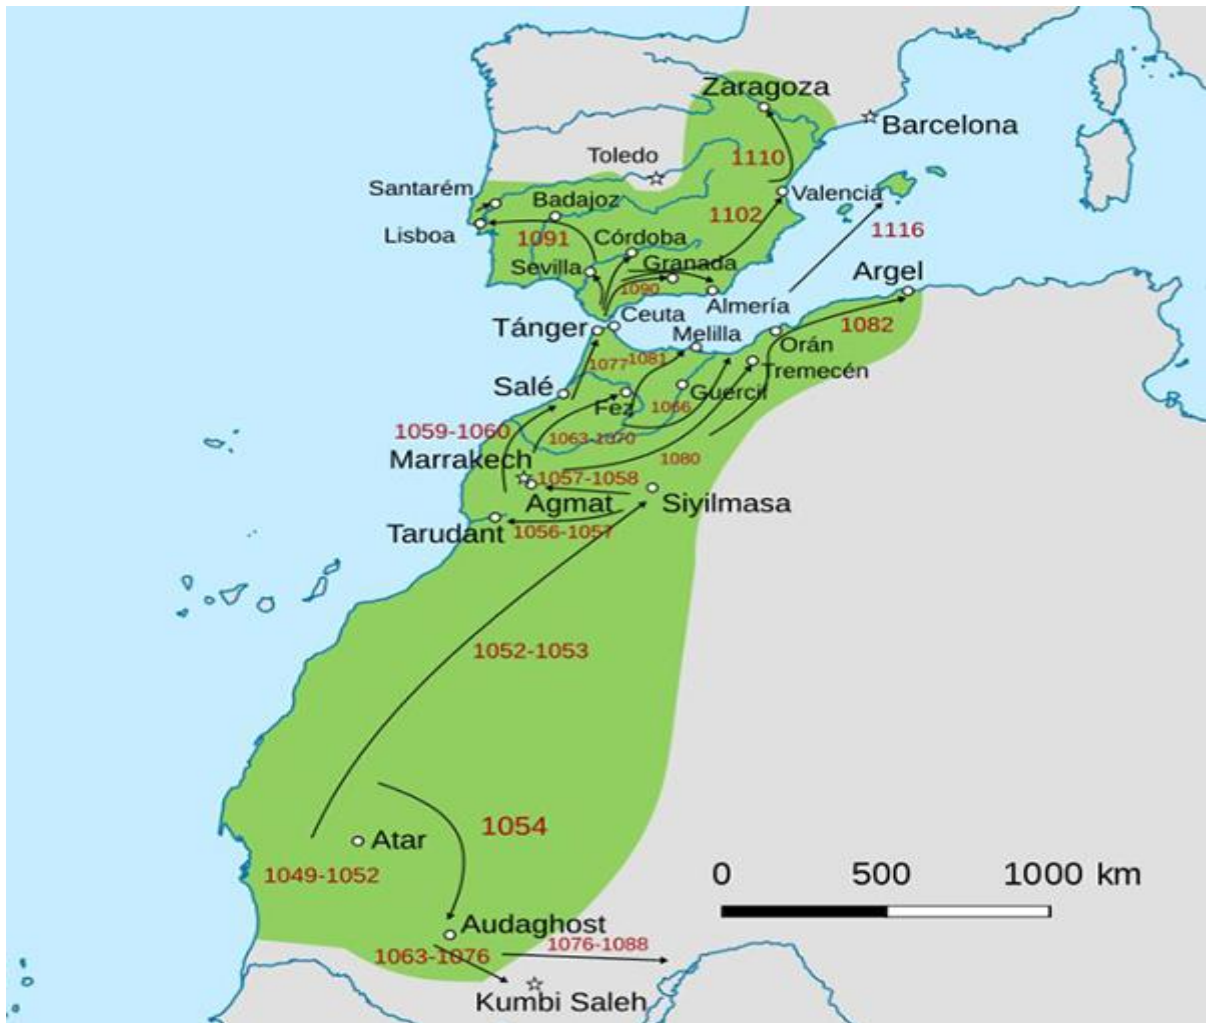 Zaragoza
Barcelona
Toledo
1110
Santarém
Badajoz
Valencia
1102
Lisboa
1091
Córdoba
1116
Sevilla
Granada
Argel
1090
Almería
Ceuta
Tánger
Melilla
1082
Orán
1077
1081
Tremecén
Salé
Guercif
Fez
1066
1059-1060
1063-1070
Marrakech
1080
1057-1058
Agmat
Siyilmasa
Tarudant
1056-1057
1052-1053
1054
Atar
1049-1052
0 500 1000 km
Audaghost
1063-1076
1076-1088
Kumbi Saleh